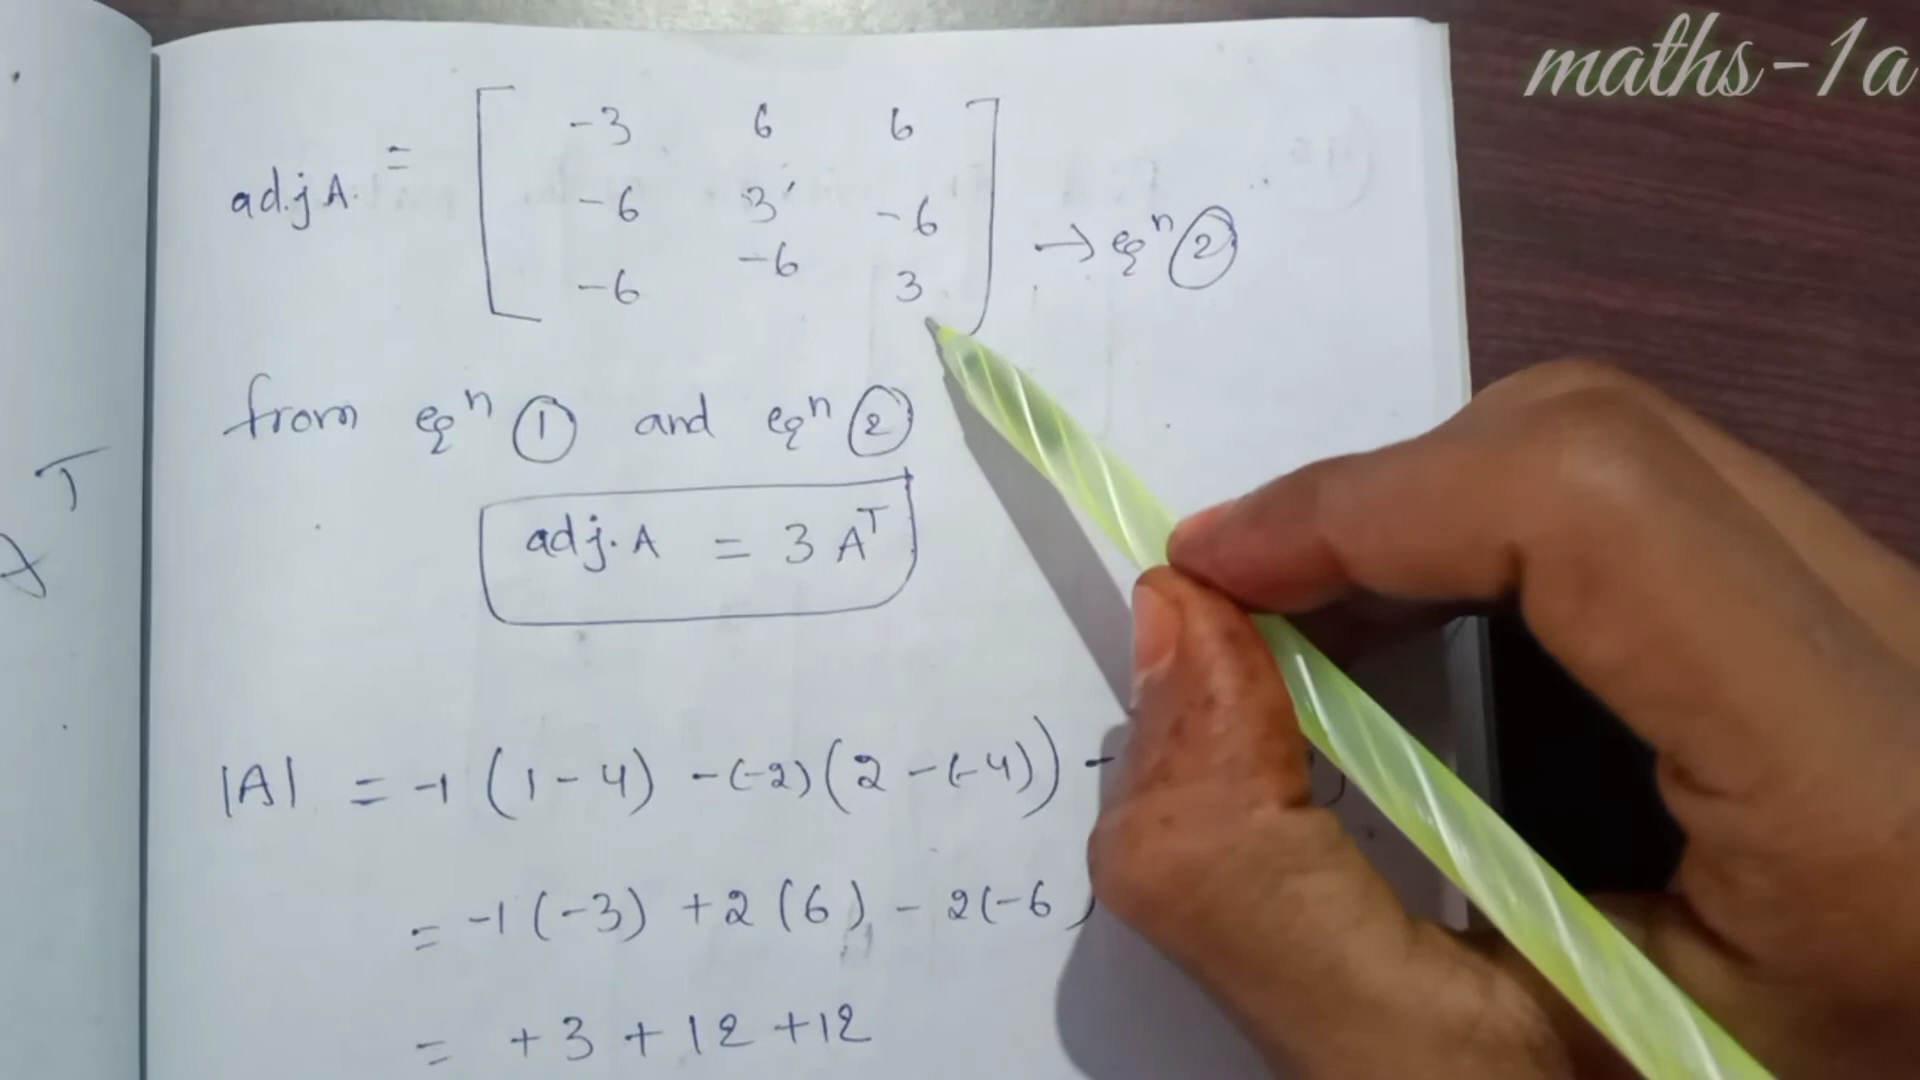 maths-1a
adj A. = [ -3 6 6
-6 3 -6 → eqn ②
-6 -6 3 ]
from eqn ① and eqn ②
adj. A = 3 A^T
|A| = -1 (1 - 4) - (-2) (2 - (-4)) -
= -1 (-3) + 2 (6) - 2 (-6
= +3 + 12 + 12
T